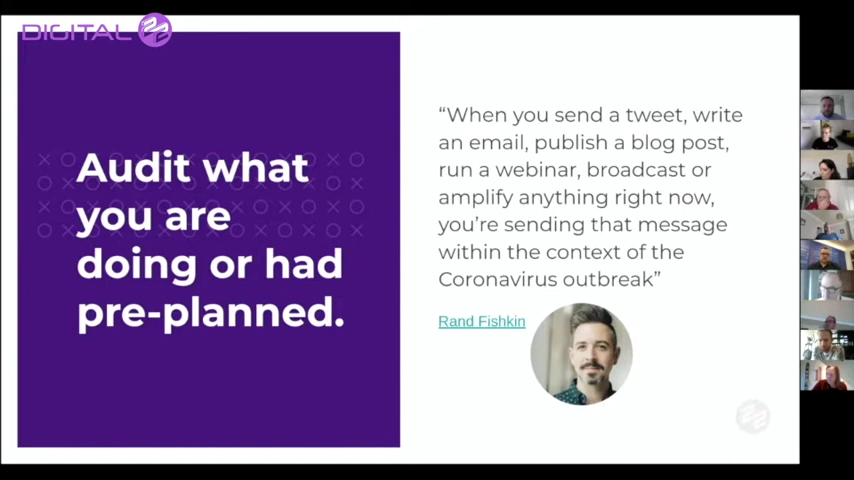 DIGITAL 22
Audit what
you are
doing or had
pre-planned.
“When you send a tweet, write
an email, publish a blog post,
run a webinar, broadcast or
amplify anything right now,
you’re sending that message
within the context of the
Coronavirus outbreak”
Rand Fishkin
22